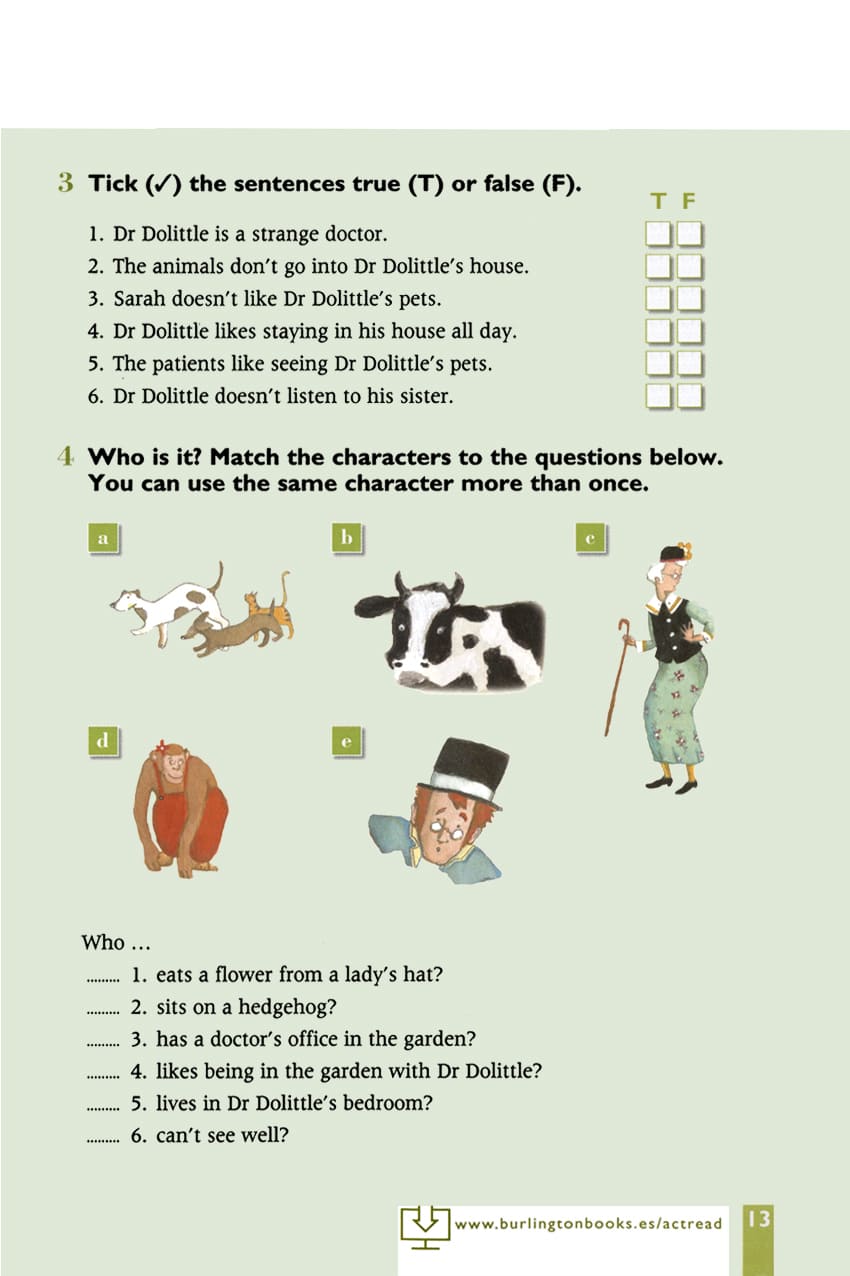 3 Tick (✓) the sentences true (T) or false (F).
T F
1. Dr Dolittle is a strange doctor.
2. The animals don't go into Dr Dolittle's house.
3. Sarah doesn't like Dr Dolittle's pets.
4. Dr Dolittle likes staying in his house all day.
5. The patients like seeing Dr Dolittle's pets.
6. Dr Dolittle doesn't listen to his sister.
4 Who is it? Match the characters to the questions below.
You can use the same character more than once.
a
b
c
d
e
Who ...
......... 1. eats a flower from a lady's hat?
......... 2. sits on a hedgehog?
......... 3. has a doctor's office in the garden?
......... 4. likes being in the garden with Dr Dolittle?
......... 5. lives in Dr Dolittle's bedroom?
......... 6. can't see well?
www.burlingtonbooks.es/actread
13